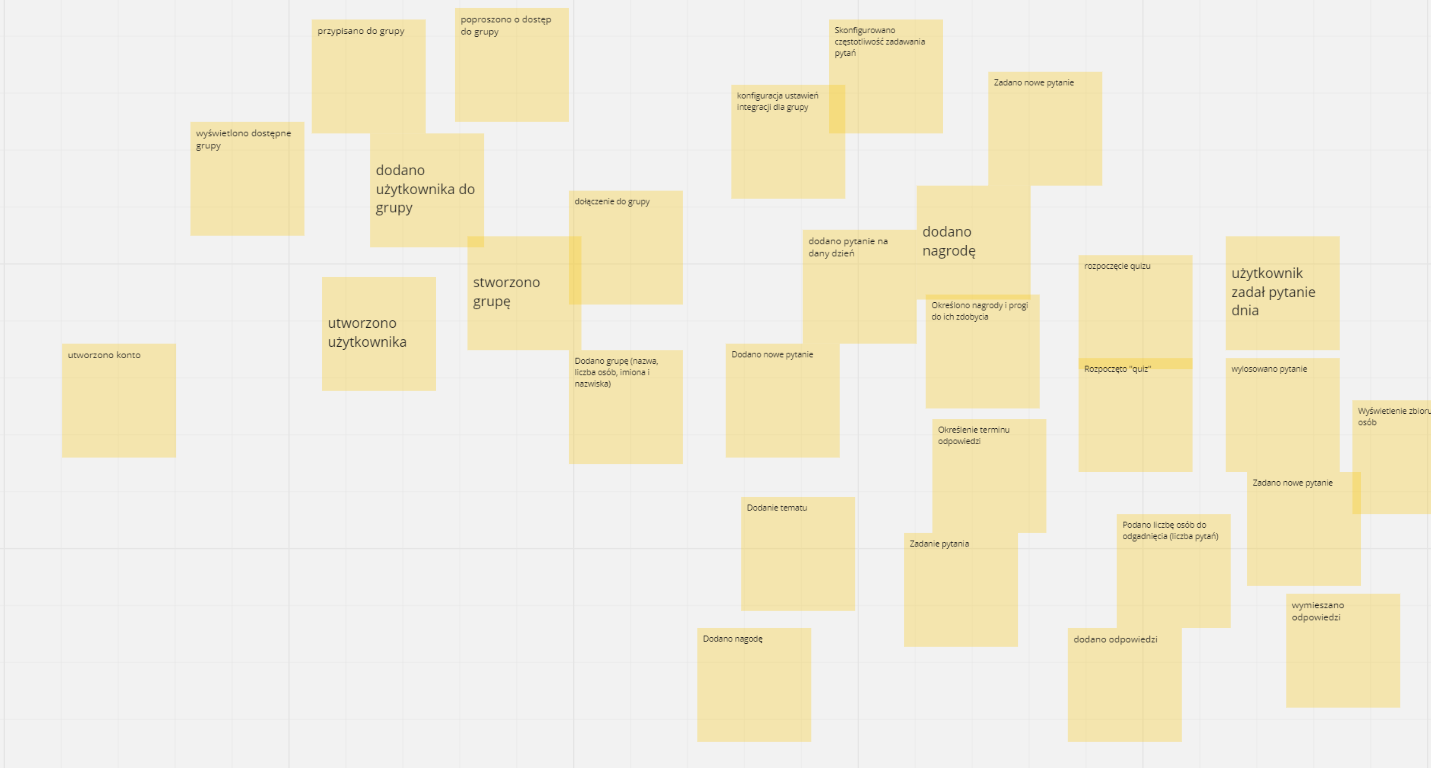 przypisano do grupy
poproszono o dostęp
do grupy
wyświetlono dostępne
grupy
dodano
użytkownika do
grupy
dołączenie do grupy
stworzono
grupę
utworzono
użytkownika
utworzono konto
Dodano grupę (nazwa,
liczba osób, imiona i
nazwiska)
Skonfigurowano
częstotliwość zadawania
pytań
konfiguracja ustawień
integracji dla grupy
Zadano nowe pytanie
dodano
nagrodę
dodano pytanie na
dany dzień
Określono nagrody i progi
do ich zdobycia
Dodano nowe pytanie
Określenie terminu
odpowiedzi
Dodanie tematu
Zadanie pytania
Dodano nagodę
rozpoczęcie quizu
Rozpoczęto "quiz"
użytkownik
zadał pytanie
dnia
wylosowano pytanie
Wyświetlenie zbioru
osób
Zadano nowe pytanie
Podano liczbę osób do
odgadnięcia (liczba pytań)
wymieszano
odpowiedzi
dodano odpowiedzi